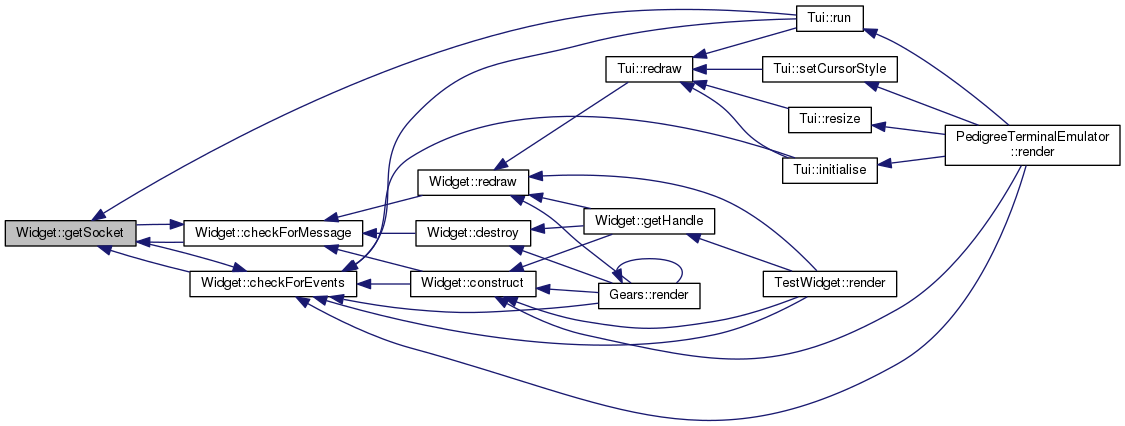 Tui::run
Tui::redraw
Tui::setCursorStyle
Tui::resize
PedigreeTerminalEmulator
::render
Tui::initialise
Widget::redraw
Widget::getHandle
Widget::getSocket
Widget::checkForMessage
Widget::destroy
Widget::checkForEvents
Widget::construct
TestWidget::render
Gears::render